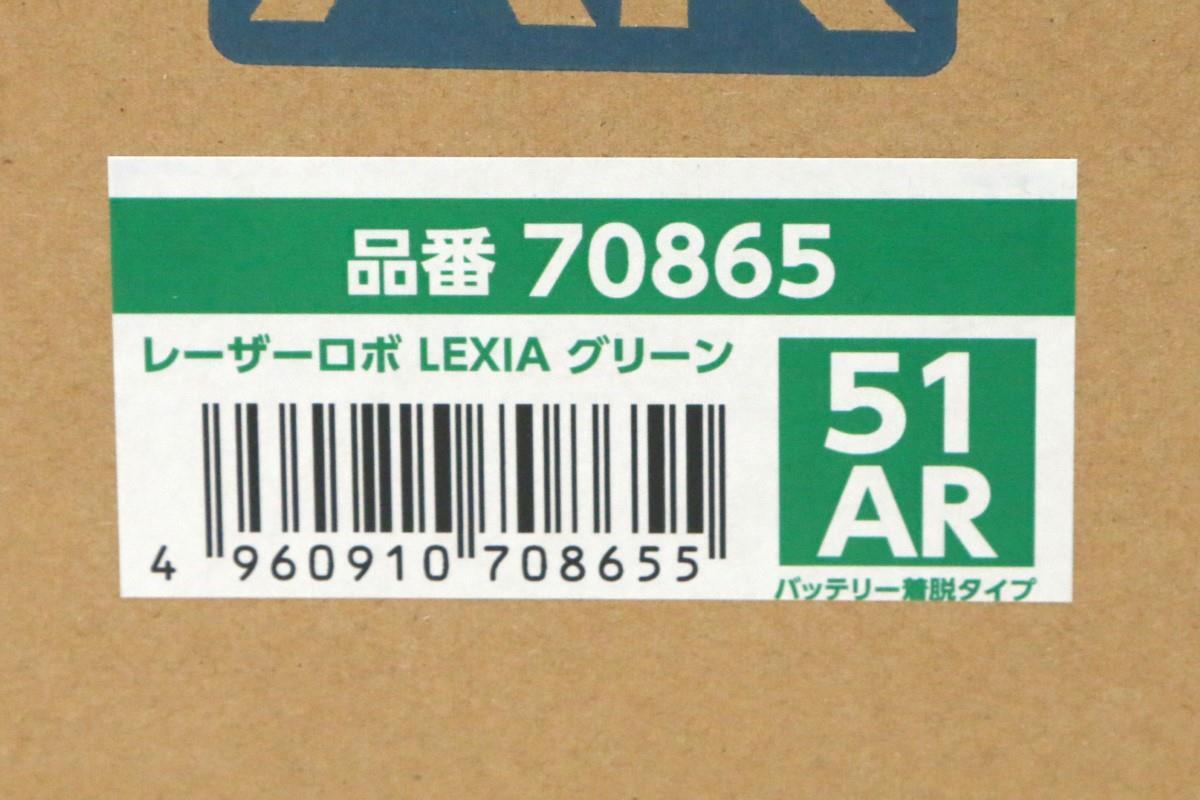 品番 70865
レーザーロボ LEXIA グリーン
51
AR
4 960910 708655
バッテリー着脱タイプ